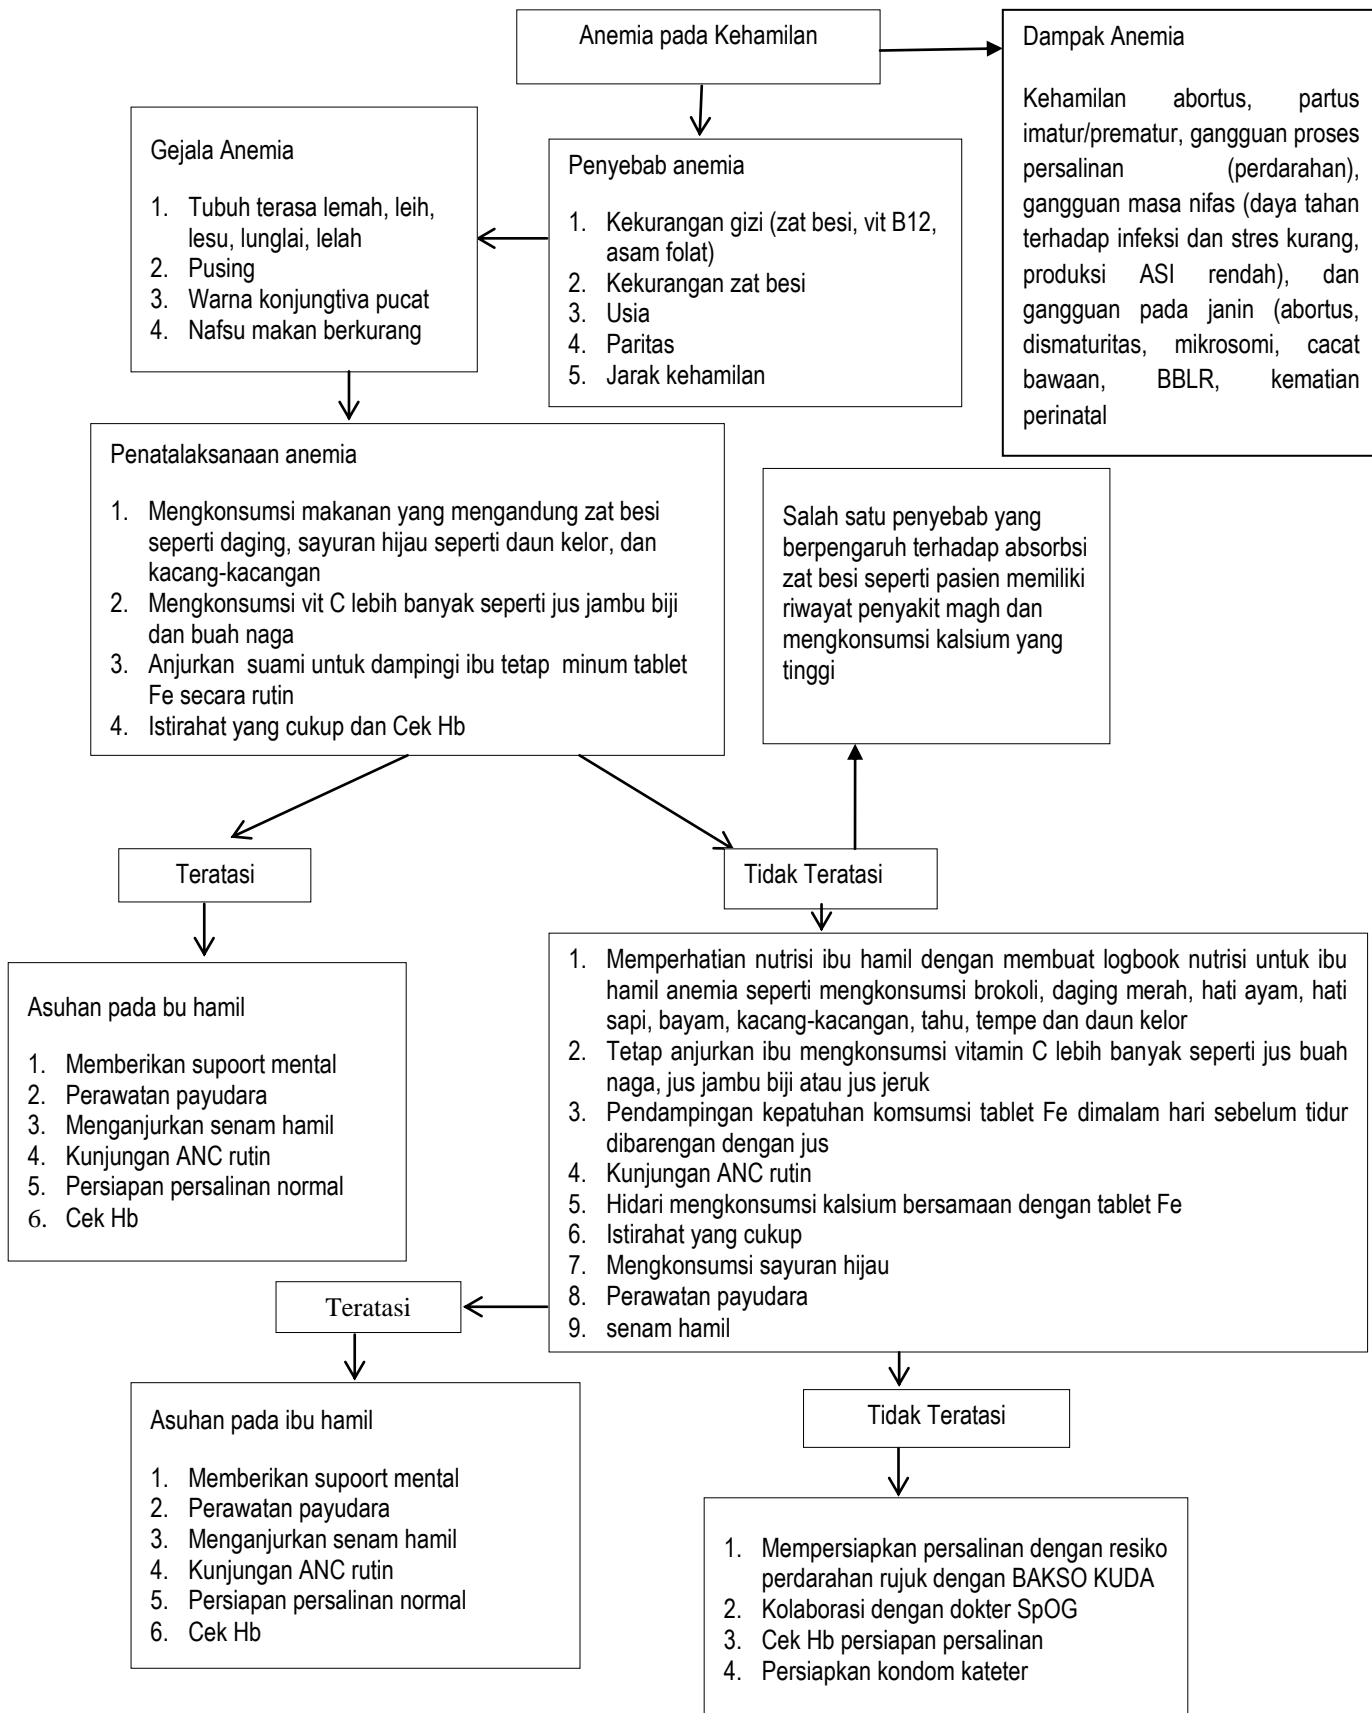 Anemia pada Kehamilan
Dampak Anemia
Kehamilan abortus, partus
imatur/prematur, gangguan proses
persalinan (perdarahan),
gangguan masa nifas (daya tahan
terhadap infeksi dan stres kurang,
produksi ASI rendah), dan
gangguan pada janin (abortus,
dismaturitas, mikrosomi, cacat
bawaan, BBLR, kematian
perinatal
Gejala Anemia
1. Tubuh terasa lemah, leih,
lesu, lunglai, lelah
2. Pusing
3. Warna konjungtiva pucat
4. Nafsu makan berkurang
Penyebab anemia
1. Kekurangan gizi (zat besi, vit B12,
asam folat)
2. Kekurangan zat besi
3. Usia
4. Paritas
5. Jarak kehamilan
Penatalaksanaan anemia
1. Mengkonsumsi makanan yang mengandung zat besi
seperti daging, sayuran hijau seperti daun kelor, dan
kacang-kacangan
2. Mengkonsumsi vit C lebih banyak seperti jus jambu biji
dan buah naga
3. Anjurkan suami untuk dampingi ibu tetap minum tablet
Fe secara rutin
4. Istirahat yang cukup dan Cek Hb
Salah satu penyebab yang
berpengaruh terhadap absorbsi
zat besi seperti pasien memiliki
riwayat penyakit magh dan
mengkonsumsi kalsium yang
tinggi
Teratasi
Tidak Teratasi
Asuhan pada bu hamil
1. Memberikan supoort mental
2. Perawatan payudara
3. Menganjurkan senam hamil
4. Kunjungan ANC rutin
5. Persiapan persalinan normal
6. Cek Hb
1. Memperhatian nutrisi ibu hamil dengan membuat logbook nutrisi untuk ibu
hamil anemia seperti mengkonsumsi brokoli, daging merah, hati ayam, hati
sapi, bayam, kacang-kacangan, tahu, tempe dan daun kelor
2. Tetap anjurkan ibu mengkonsumsi vitamin C lebih banyak seperti jus buah
naga, jus jambu biji atau jus jeruk
3. Pendampingan kepatuhan komsumsi tablet Fe dimalam hari sebelum tidur
dibarengan dengan jus
4. Kunjungan ANC rutin
5. Hidari mengkonsumsi kalsium bersamaan dengan tablet Fe
6. Istirahat yang cukup
7. Mengkonsumsi sayuran hijau
8. Perawatan payudara
9. senam hamil
Teratasi
Tidak Teratasi
Asuhan pada ibu hamil
1. Memberikan supoort mental
2. Perawatan payudara
3. Menganjurkan senam hamil
4. Kunjungan ANC rutin
5. Persiapan persalinan normal
6. Cek Hb
1. Mempersiapkan persalinan dengan resiko
perdarahan rujuk dengan BAKSO KUDA
2. Kolaborasi dengan dokter SpOG
3. Cek Hb persiapan persalinan
4. Persiapkan kondom kateter